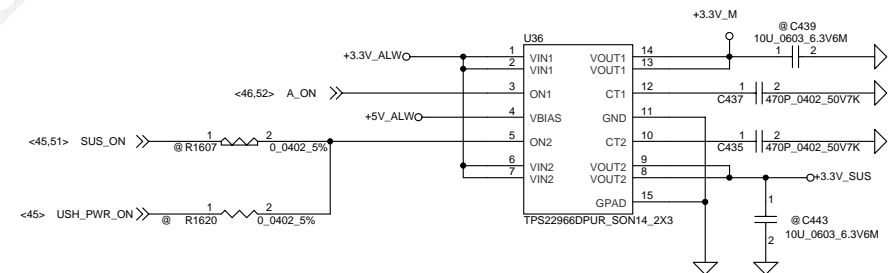 +3.3V_M
@ C439
10U_0603_6.3V6M
1 2
U36
+3.3V_ALW
1 VIN1 VOUT1 14
2 VIN1 VOUT1 13
<46,52> A_ON
3 ON1 CT1 12
1 2
C437 470P_0402_50V7K
+5V_ALW
4 VBIAS GND 11
<45,51> SUS_ON
1 2
@ R1607 0_0402_5%
5 ON2 CT2 10
1 2
C435 470P_0402_50V7K
6 VIN2 VOUT2 9
7 VIN2 VOUT2 8
+3.3V_SUS
<45> USH_PWR_ON
1 2
@ R1620 0_0402_5%
GPAD 15
TPS22966DPUR_SON14_2X3
1
@ C443
10U_0603_6.3V6M
2